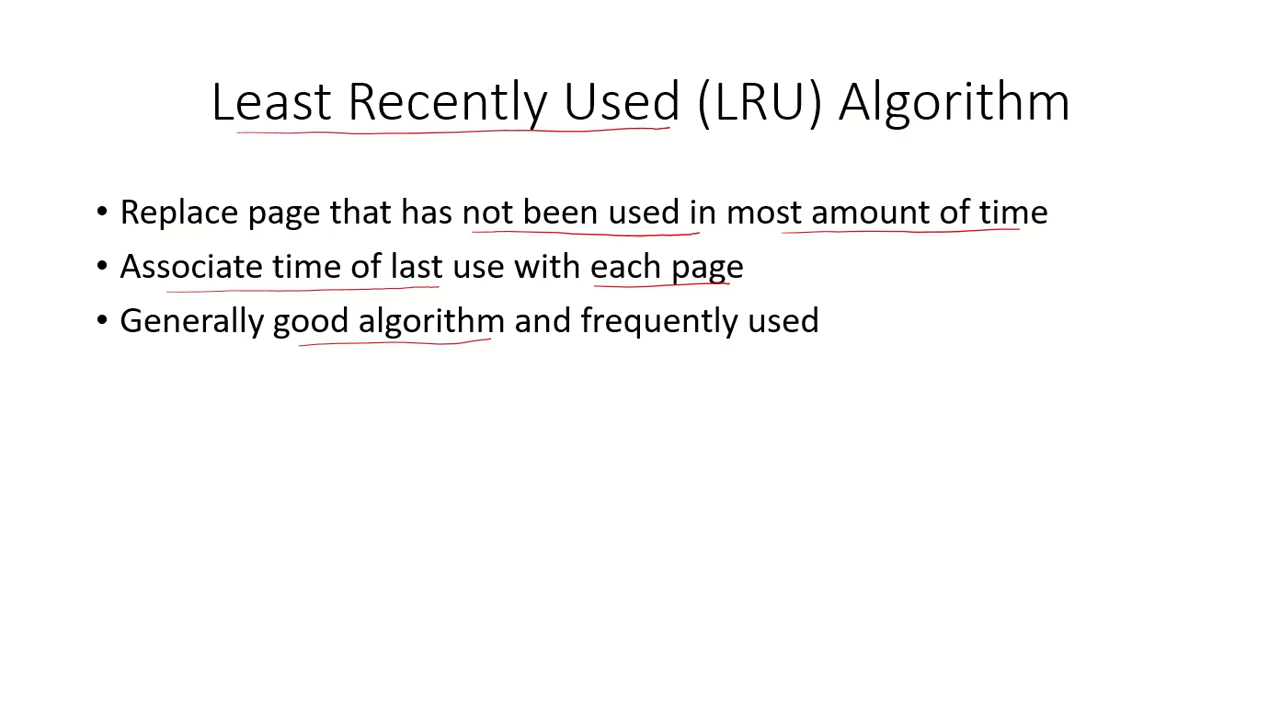 Least Recently Used (LRU) Algorithm
• Replace page that has not been used in most amount of time
• Associate time of last use with each page
• Generally good algorithm and frequently used